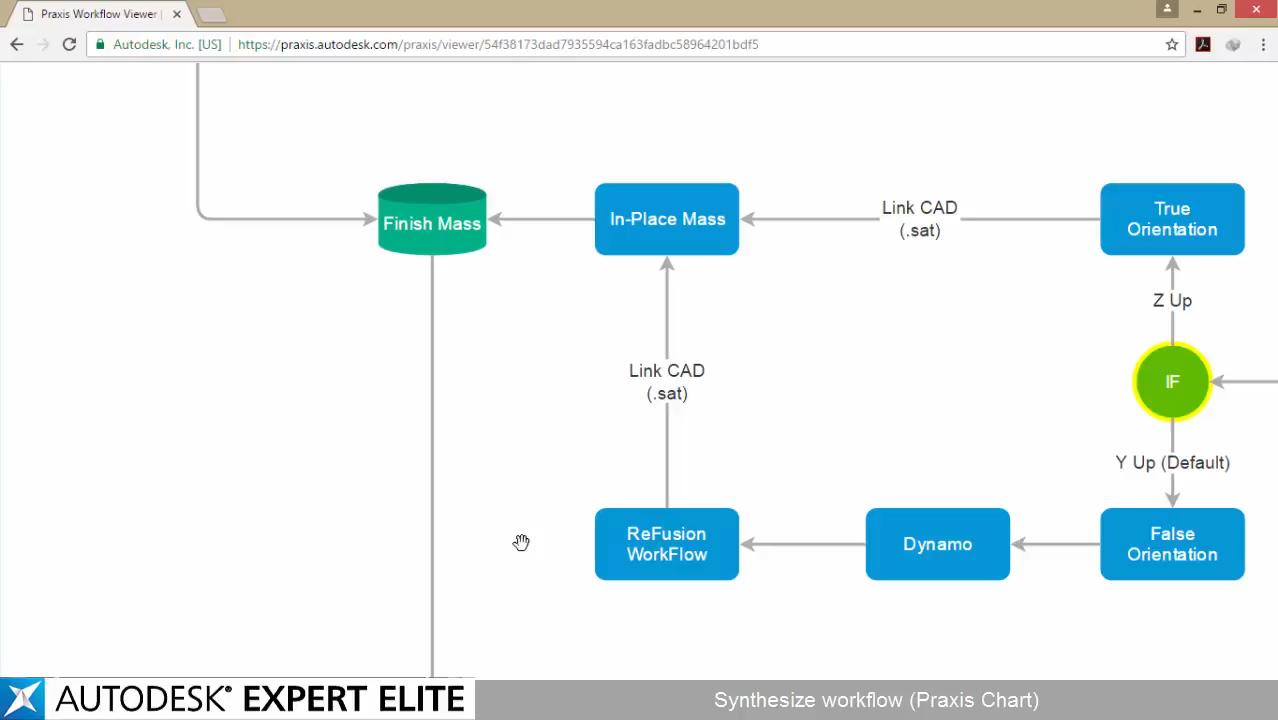 Praxis Workflow Viewer |
Autodesk, Inc. [US]
https://praxis.autodesk.com/praxis/viewer/54f38173dad7935594ca163fadbc58964201bdf5
Finish Mass
In-Place Mass
Link CAD
(.sat)
True
Orientation
Z Up
IF
Link CAD
(.sat)
Y Up (Default)
ReFusion
WorkFlow
Dynamo
False
Orientation
AUTODESK® EXPERT ELITE
Synthesize workflow (Praxis Chart)